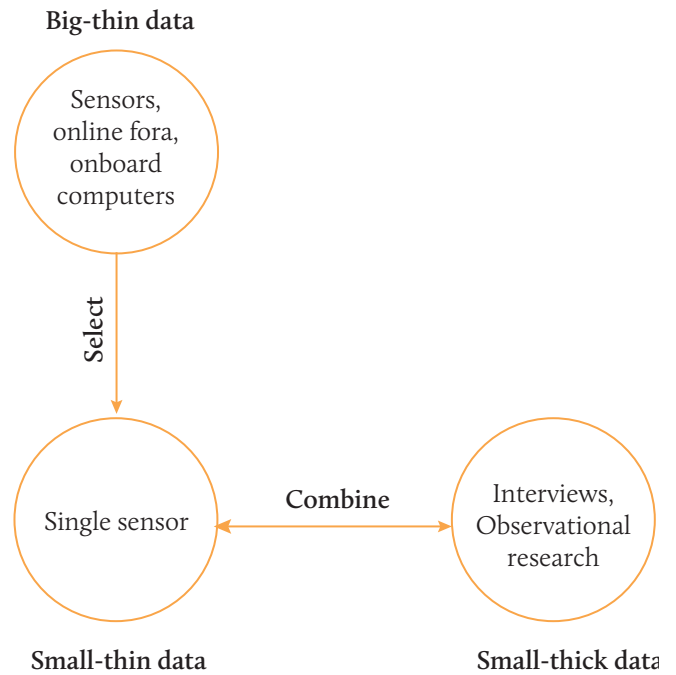 Big-thin data
Sensors,
online fora,
onboard
computers
Select
Single sensor
Combine
Interviews,
Observational
research
Small-thin data
Small-thick data